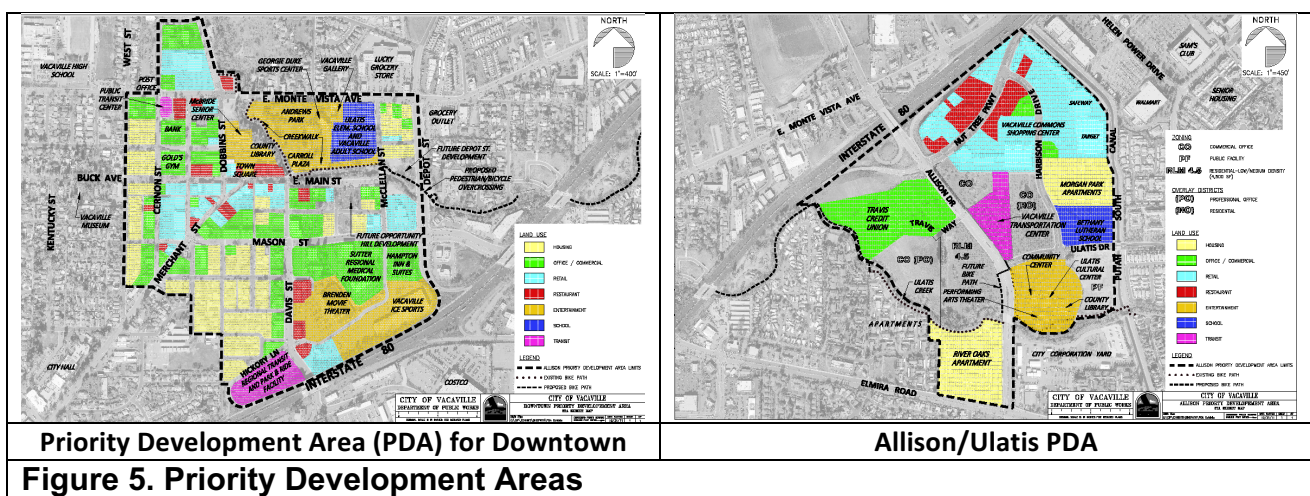 WEST ST
VACAVILLE HIGH
SCHOOL
GEORGIE DUKE
SPORTS CENTER
VACAVILLE
GALLERY
LUCKY
GROCERY
STORE
NORTH
SCALE: 1"=400'
POST
OFFICE
PUBLIC
TRANSIT
CENTER
McBRIDE
SENIOR
CENTER
E. MONTE VISTA AVE
ANDREWS
PARK
ULATIS
ELEM. SCHOOL
AND
VACAVILLE
ADULT SCHOOL
GROCERY
OUTLET
BANK
DOBBINS ST
CREEKWALK
COUNTY
LIBRARY
CARROLL
PLAZA
GOLD'S
GYM
TOWN
SQUARE
McCLELLAN ST
DEPOT ST
FUTURE DEPOT ST.
DEVELOPMENT
PROPOSED
PEDESTRIAN/BICYCLE
OVERCROSSING
BUCK AVE
CERNON ST
E. MAIN ST
KENTUCKY ST
VACAVILLE
MUSEUM
MERCHANT ST
MASON ST
FUTURE OPPORTUNITY
HILL DEVELOPMENT
SUTTER
REGIONAL
MEDICAL
FOUNDATION
HAMPTON
INN &
SUITES
DAVIS ST
BRENDEN
MOVIE
THEATER
VACAVILLE
ICE SPORTS
HICKORY LN
REGIONAL TRANSIT
AND PARK & RIDE
FACILITY
INTERSTATE 80
CITY HALL
COSTCO
LAND USE
HOUSING
OFFICE / COMMERCIAL
RETAIL
RESTAURANT
ENTERTAINMENT
SCHOOL
TRANSIT
LEGEND
ALLISON PRIORITY DEVELOPMENT AREA LIMITS
EXISTING BIKE PATH
PROPOSED BIKE PATH
CITY OF VACAVILLE
DEPARTMENT OF PUBLIC WORKS
CITY OF VACAVILLE
DOWNTOWN PRIORITY DEVELOPMENT AREA
NORTH
SCALE: 1"=450'
HELEN POWER DRIVE
SAM'S
CLUB
SENIOR
HOUSING
WALMART
E. MONTE VISTA AVE
INTERSTATE 80
NUT TREE PKWY
HARBISON DRIVE
SAFEWAY
VACAVILLE COMMONS
SHOPPING CENTER
TARGET
MORGAN PARK
APARTMENTS
CO
CO
(RO)
ALLISON DR
TRAVIS
CREDIT
UNION
TRAVIS WAY
VACAVILLE
TRANSPORTATION
CENTER
BETHANY
LUTHERAN
SCHOOL
ULATIS DR
PUTAH SOUTH CANAL
CO (PO)
RLM
4.5
FUTURE
BIKE
PATH
COMMUNITY
CENTER
ULATIS
CULTURAL
CENTER
PF
PERFORMING
ARTS THEATER
ULATIS
CREEK
COUNTY
LIBRARY
APARTMENTS
RIVER OAKS
APARTMENT
CITY CORPORATION
YARD
ELMIRA ROAD
ZONING
CO COMMERCIAL OFFICE
PF PUBLIC FACILITY
RLM 4.5 RESIDENTIAL-LOW/MEDIUM DENSITY
OVERLAY DISTRICTS
(PO) PROFESSIONAL OFFICE
(RO) RESIDENTIAL
LAND USE
HOUSING
OFFICE / COMMERCIAL
RETAIL
RESTAURANT
ENTERTAINMENT
SCHOOL
TRANSIT
LEGEND
ALLISON PRIORITY DEVELOPMENT AREA LIMITS
EXISTING BIKE PATH
PROPOSED BIKE PATH
CITY OF VACAVILLE
DEPARTMENT OF PUBLIC WORKS
CITY OF VACAVILLE
ALLISON PRIORITY DEVELOPEMENT AREA
Priority Development Area (PDA) for Downtown
Allison/Ulatis PDA
Figure 5. Priority Development Areas